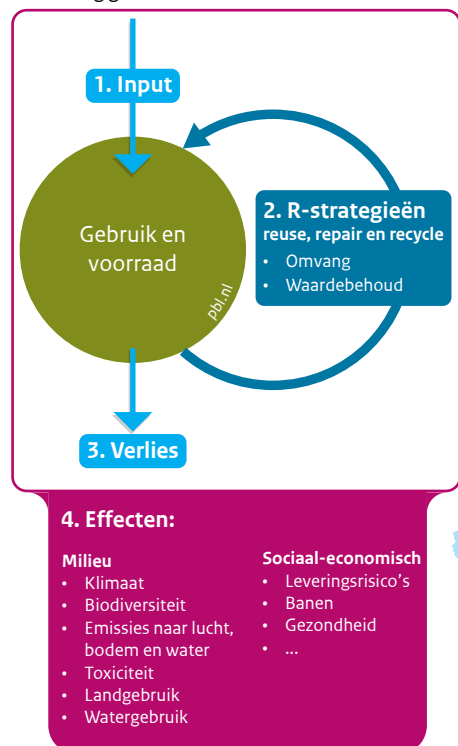 1. Input
2. R-strategieën
reuse, repair en recycle
• Omvang
• Waardebehoud
Gebruik en
voorraad
pbl.nl
3. Verlies
4. Effecten:
Milieu
• Klimaat
• Biodiversiteit
• Emissies naar lucht,
bodem en water
• Toxiciteit
• Landgebruik
• Watergebruik
Sociaal-economisch
• Leveringsrisico’s
• Banen
• Gezondheid
• ...